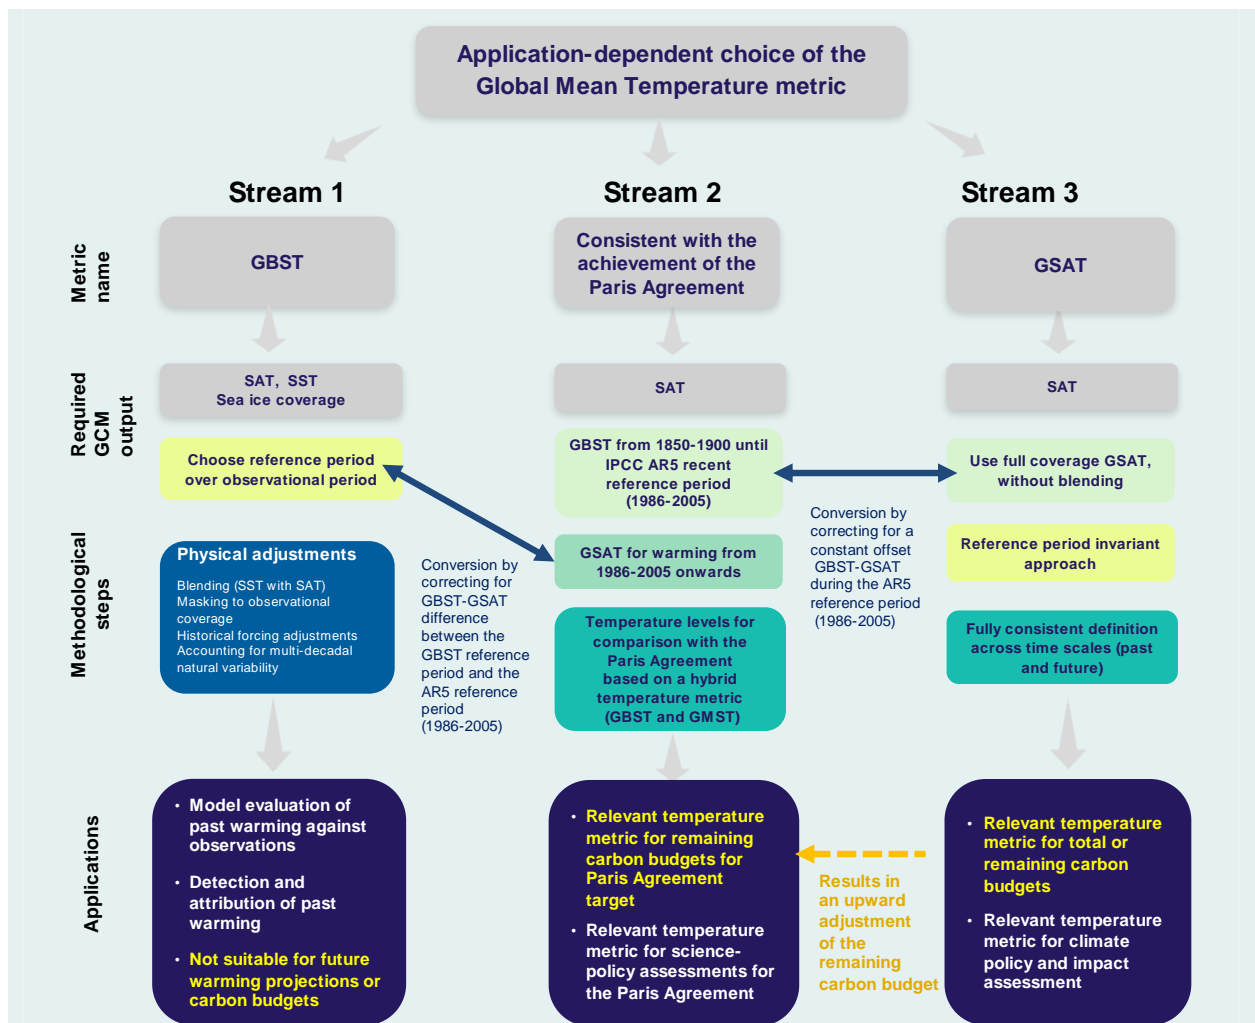 Application-dependent choice of the
Global Mean Temperature metric
Stream 1
Stream 2
Stream 3
Metric
name
GBST
Consistent with the
achievement of the
Paris Agreement
GSAT
Required
GCM
output
SAT, SST
Sea ice coverage
SAT
SAT
Methodological
steps
Choose reference period
over observational period
GBST from 1850-1900 until
IPCC AR5 recent
reference period
(1986-2005)
Use full coverage GSAT,
without blending
Physical adjustments
Blending (SST with SAT)
Masking to observational
coverage
Historical forcing adjustments
Accounting for multi-decadal
natural variability
Conversion by
correcting for
GBST-GSAT
difference
between the
GBST reference
period and the
AR5 reference
period
(1986-2005)
GSAT for warming from
1986-2005 onwards
Temperature levels for
comparison with the
Paris Agreement
based on a hybrid
temperature metric
(GBST and GMST)
Conversion by
correcting for a
constant offset
GBST-GSAT
during the AR5
reference period
(1986-2005)
Reference period invariant
approach
Fully consistent definition
across time scales (past
and future)
Applications
• Model evaluation of
past warming against
observations
• Detection and
attribution of past
warming
• Not suitable for future
warming projections or
carbon budgets
• Relevant temperature
metric for remaining
carbon budgets for
Paris Agreement
target
• Relevant temperature
metric for science-
policy assessments for
the Paris Agreement
Results in
an upward
adjustment
of the
remaining
carbon budget
• Relevant temperature
metric for total or
remaining carbon
budgets
• Relevant temperature
metric for climate
policy and impact
assessment